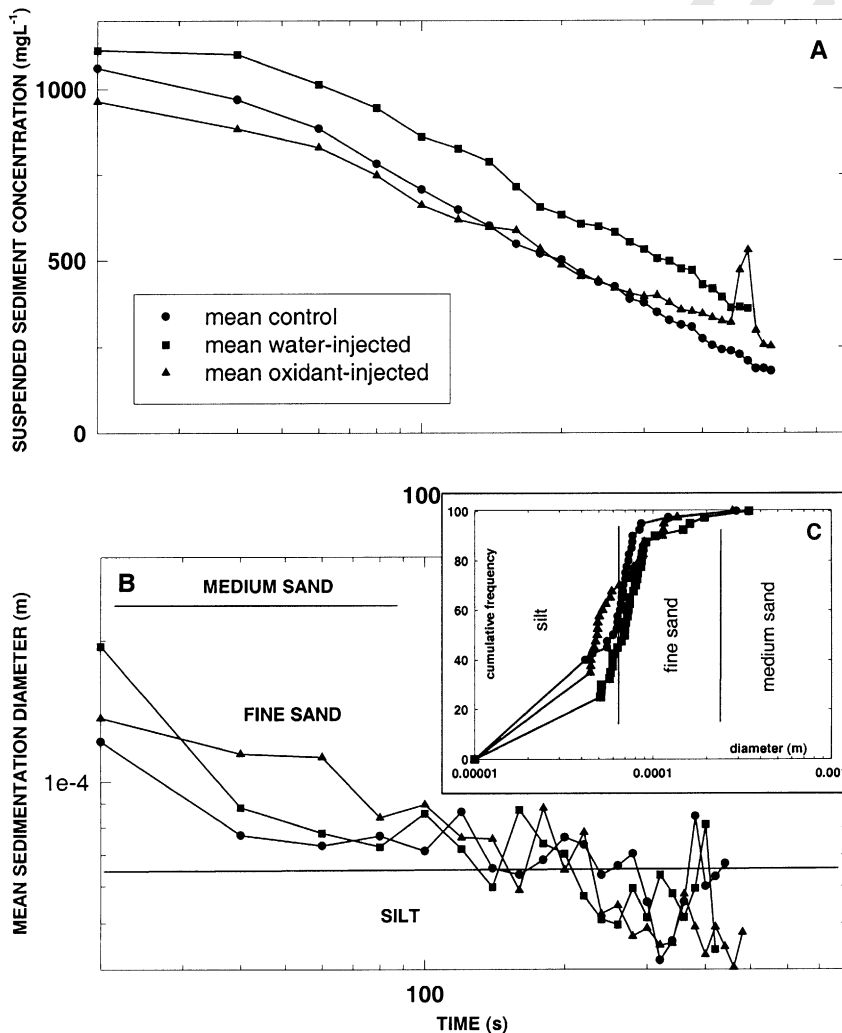 SUSPENDED SEDIMENT CONCENTRATION (mgL-1)
A
1000
500
0
mean control
mean water-injected
mean oxidant-injected
100
MEAN SEDIMENTATION DIAMETER (m)
B
MEDIUM SAND
FINE SAND
1e-4
SILT
100
TIME (s)
C
cumulative frequency
100
80
60
40
20
0
silt
fine sand
medium sand
diameter (m)
0.00001
0.0001
0.001